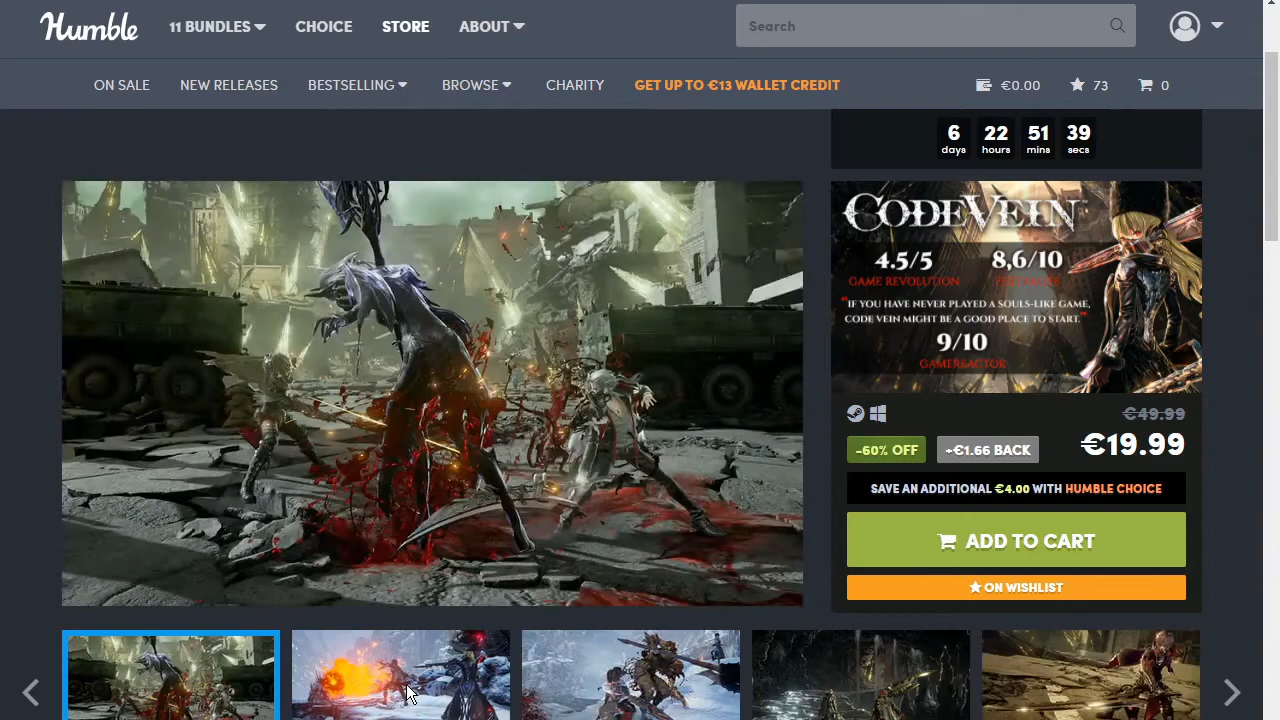 Humble
11 BUNDLES
CHOICE
STORE
ABOUT
Search
ON SALE
NEW RELEASES
BESTSELLING
BROWSE
CHARITY
GET UP TO €13 WALLET CREDIT
€0.00
73
0
6 22 51 39
days hours mins secs
CODE VEIN
4.5/5 8,6/10
GAME REVOLUTION
"IF YOU HAVE NEVER PLAYED A SOULS-LIKE GAME,
CODE VEIN MIGHT BE A GOOD PLACE TO START."
9/10
GAMEREACTOR
€49.99
-60% OFF
+€1.66 BACK
€19.99
SAVE AN ADDITIONAL €4.00 WITH HUMBLE CHOICE
ADD TO CART
ON WISHLIST